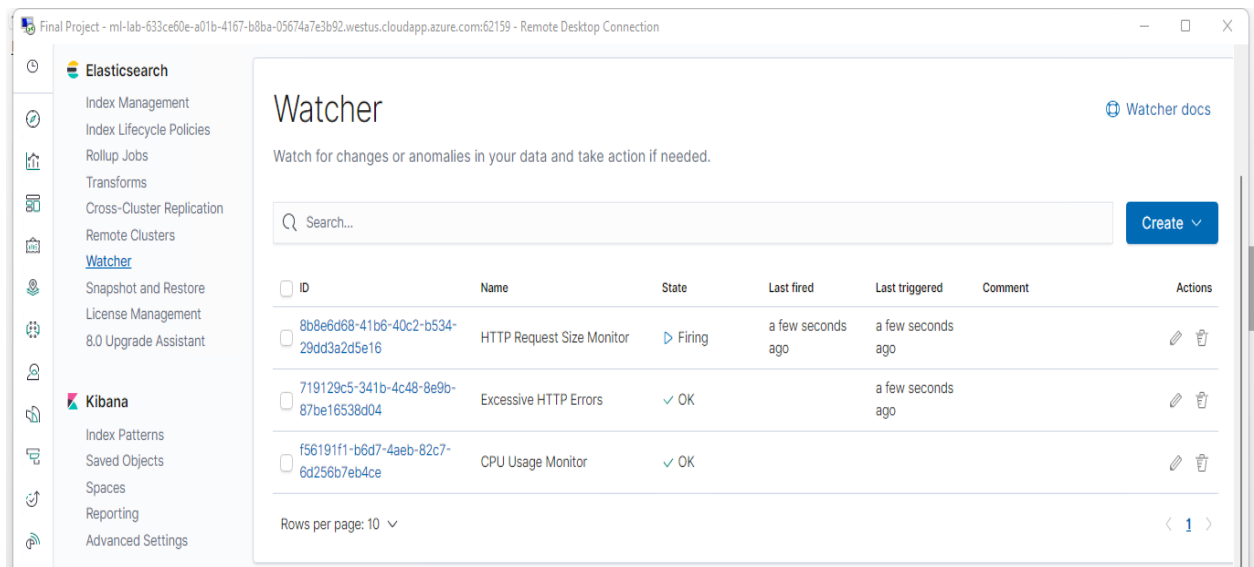 Final Project - ml-lab-633ce60e-a01b-4167-b8ba-05674a7e3b92.westus.cloudapp.azure.com:62159 - Remote Desktop Connection
Elasticsearch
Index Management
Index Lifecycle Policies
Rollup Jobs
Transforms
Cross-Cluster Replication
Remote Clusters
Watcher
Snapshot and Restore
License Management
8.0 Upgrade Assistant
Kibana
Index Patterns
Saved Objects
Spaces
Reporting
Advanced Settings
Watcher
Watcher docs
Watch for changes or anomalies in your data and take action if needed.
Search...
Create
ID Name State Last fired Last triggered Comment Actions
8b8e6d68-41b6-40c2-b534-
29dd3a2d5e16
HTTP Request Size Monitor
Firing
a few seconds
ago
a few seconds
ago
719129c5-341b-4c48-8e9b-
87be16538d04
Excessive HTTP Errors
OK
a few seconds
ago
f56191f1-b6d7-4aeb-82c7-
6d256b7eb4ce
CPU Usage Monitor
OK
Rows per page: 10
1